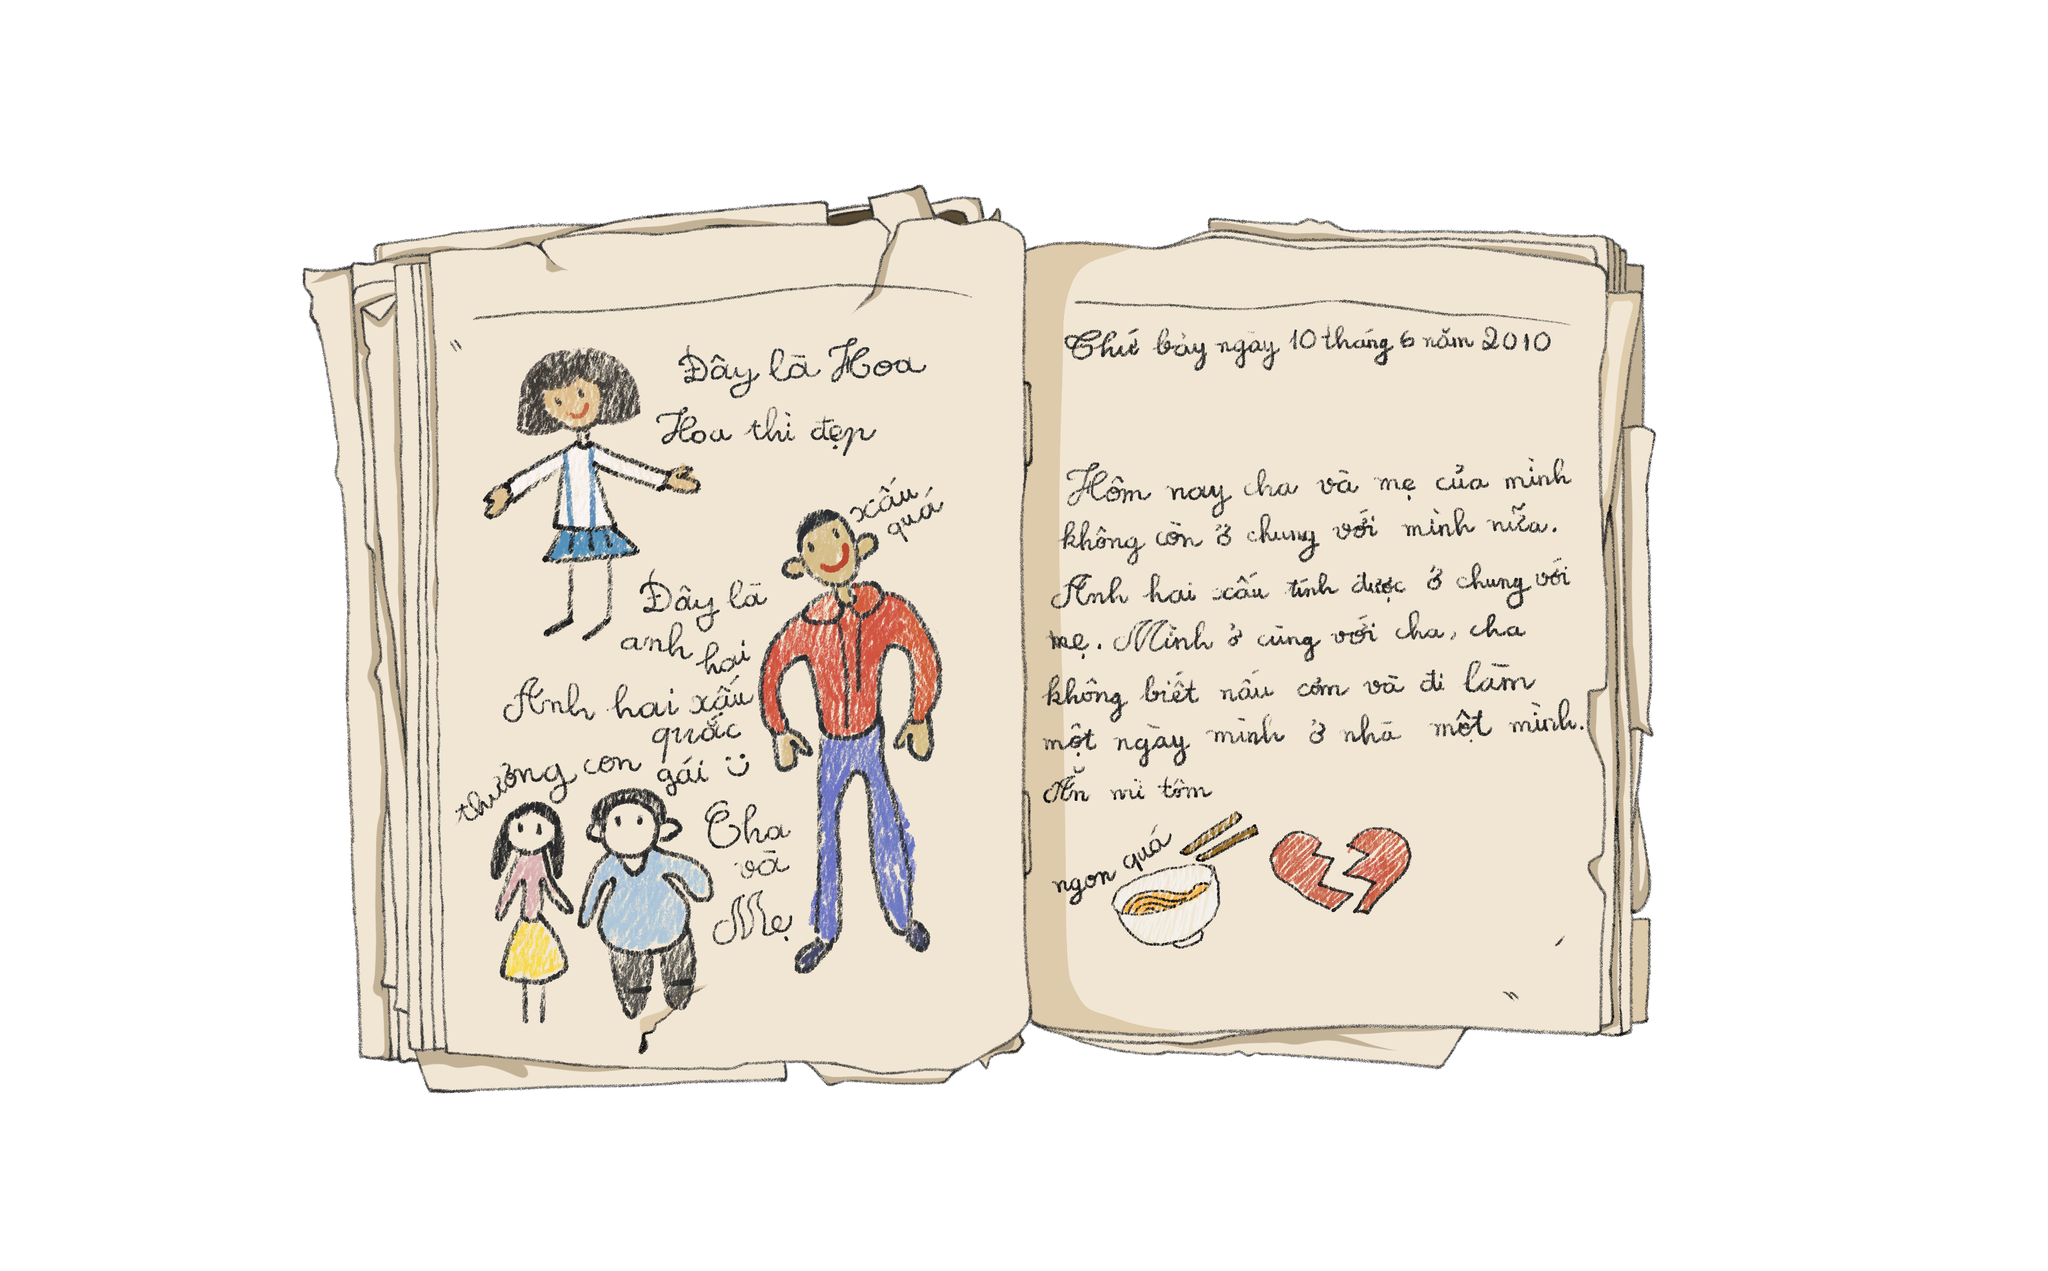 Đây là Hoa
Hoa thì đẹp
xấu
quá
Đây là
anh hai
Anh hai xấu
quắc
thương con gái
Cha
và
Mẹ
Thứ bảy ngày 10 tháng 6 năm 2010
Hôm nay cha và mẹ của mình
không còn ở chung với mình nữa.
Anh hai xấu tính được ở chung với
mẹ. Mình ở cùng với cha, cha
không biết nấu cơm và đi làm
một ngày mình ở nhà một mình.
Ăn mì tôm
ngon quá